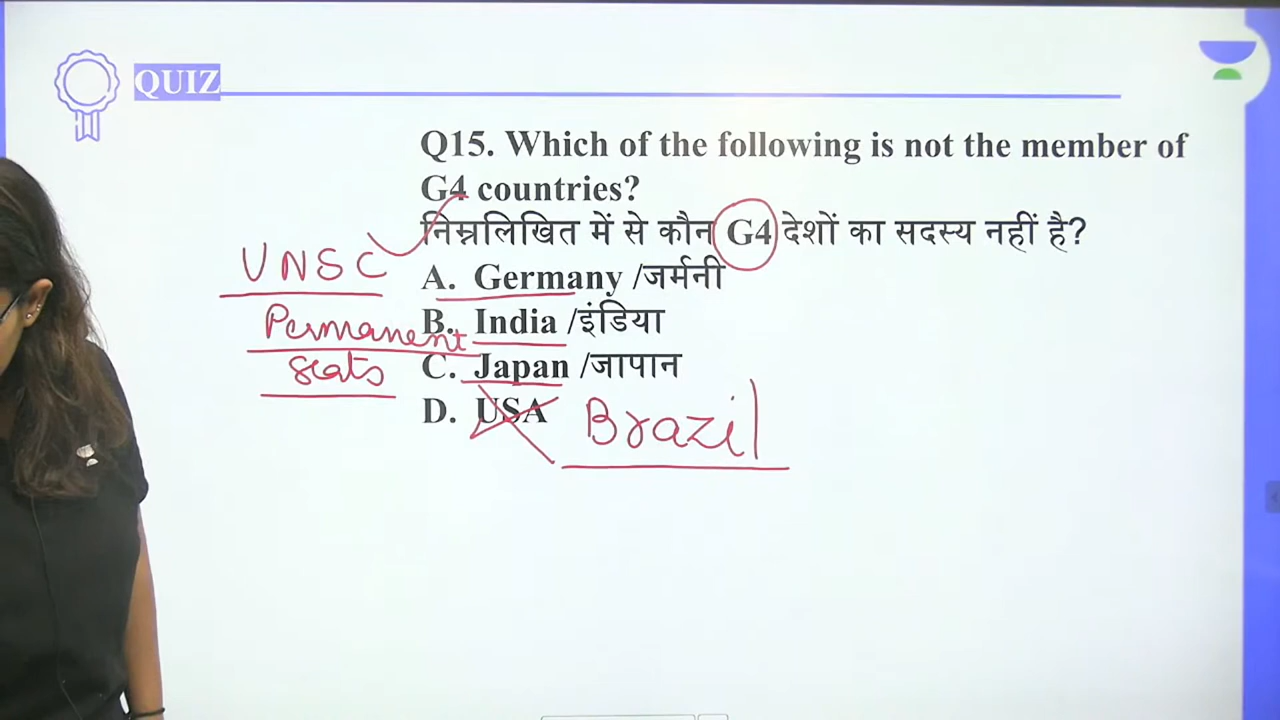 QUIZ
Q15. Which of the following is not the member of
G4 countries?
निम्नलिखित में से कौन G4 देशों का सदस्य नहीं है?
UNSC
Permanent
Seats
A. Germany /जर्मनी
B. India /इंडिया
C. Japan /जापान
D. USA Brazil